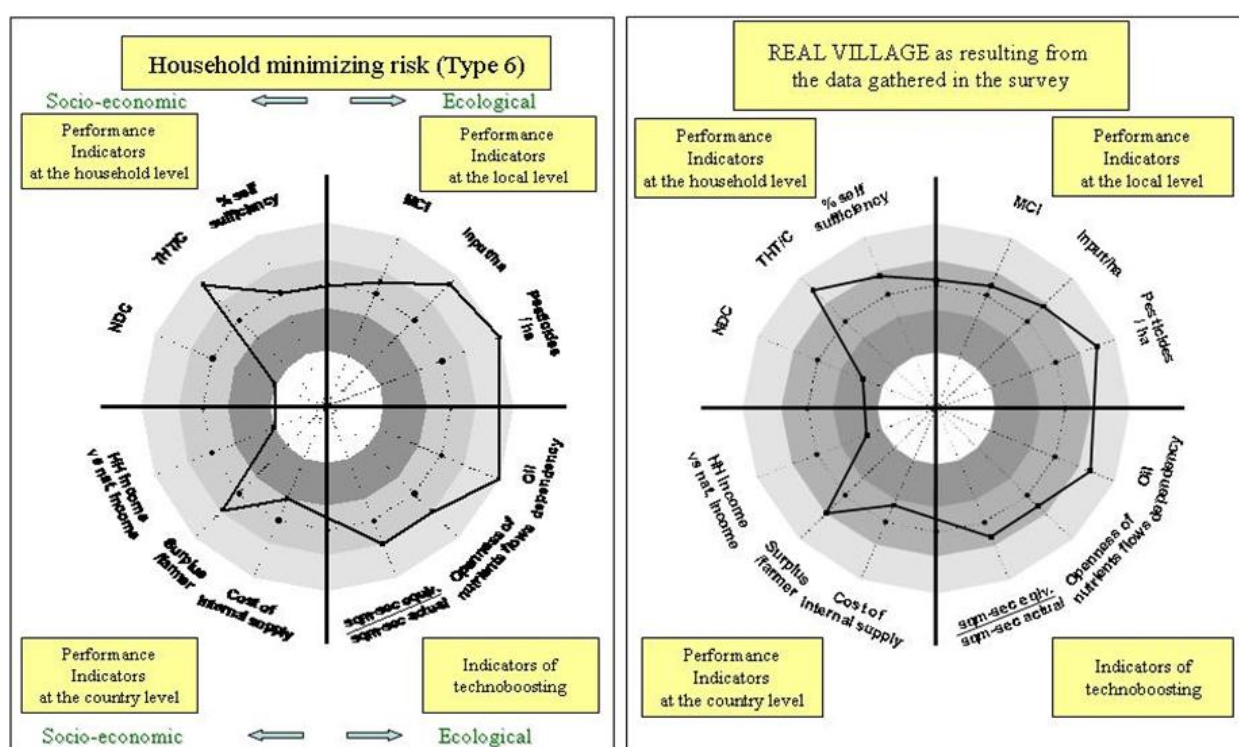 Household minimizing risk (Type 6)
Socio-economic
Ecological
Performance
Indicators
at the household level
Performance
Indicators
at the local level
% self
sufficiency
THT/C
NDC
MCI
Input/ha
Pesticides
/ ha
HH income
vs nat. income
Surplus
/farmer
Cost of
internal supply
sqm-sec equiv.
sqm-sec actual
Openness of
nutrients flows
Oil
dependency
Performance
Indicators
at the country level
Indicators of
technoboosting
Socio-economic
Ecological
REAL VILLAGE as resulting from
the data gathered in the survey
Performance
Indicators
at the household level
Performance
Indicators
at the local level
% self
sufficiency
THT/C
NDC
MCI
Input/ha
Pesticides
/ ha
HH income
vs nat. income
Surplus
/farmer
Cost of
internal supply
sqm-sec eqiv.
sqm-sec actual
Openness of
nutrients flows
Oil
dependency
Performance
Indicators
at the country level
Indicators of
technoboosting